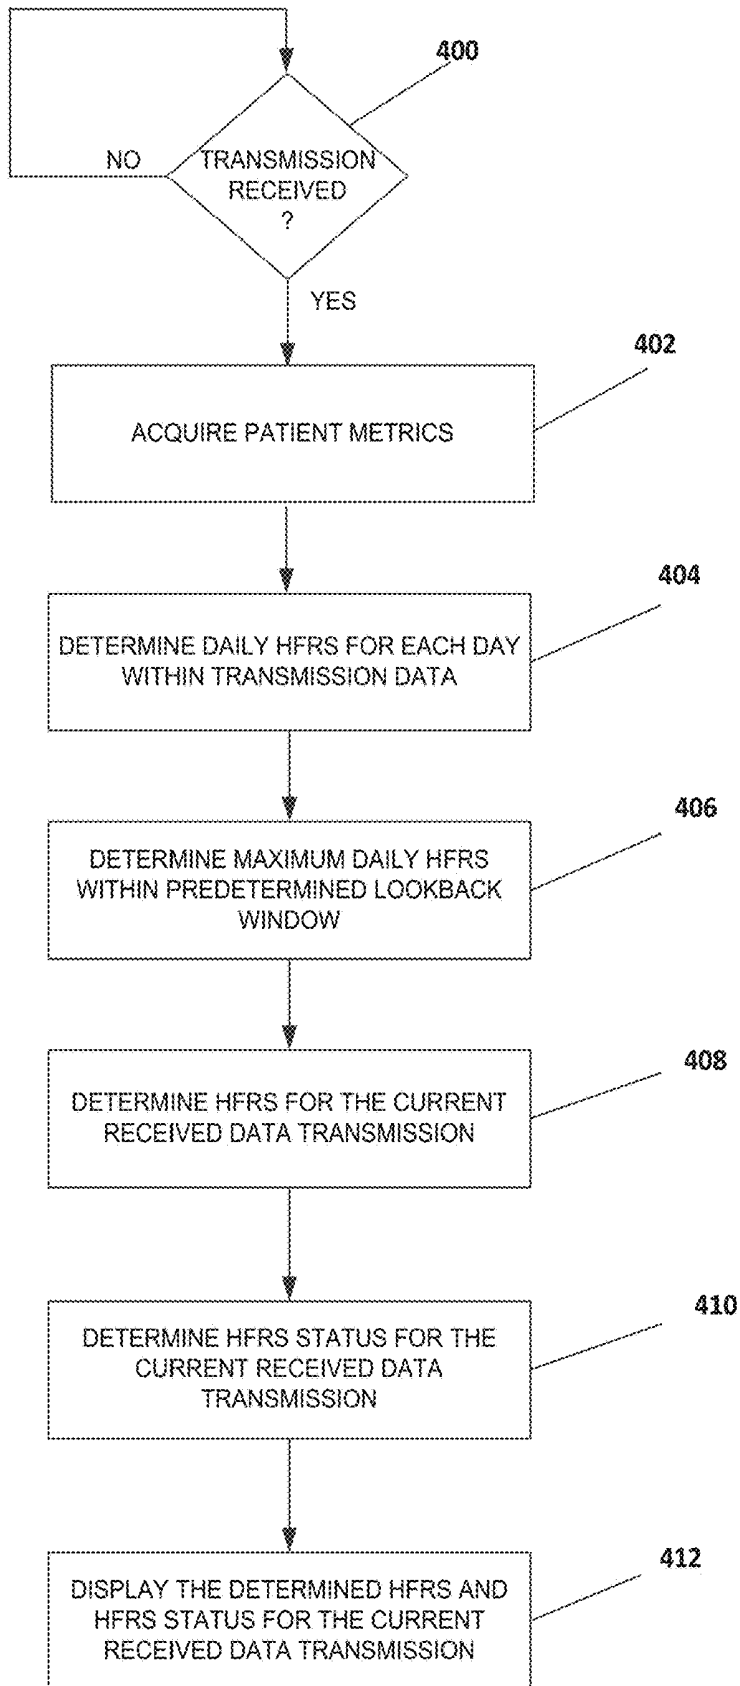 400
NO
TRANSMISSION
RECEIVED
?
YES
402
ACQUIRE PATIENT METRICS
404
DETERMINE DAILY HFRS FOR EACH DAY
WITHIN TRANSMISSION DATA
406
DETERMINE MAXIMUM DAILY HFRS
WITHIN PREDETERMINED LOOKBACK
WINDOW
408
DETERMINE HFRS FOR THE CURRENT
RECEIVED DATA TRANSMISSION
410
DETERMINE HFRS STATUS FOR THE
CURRENT RECEIVED DATA
TRANSMISSION
412
DISPLAY THE DETERMINED HFRS AND
HFRS STATUS FOR THE CURRENT
RECEIVED DATA TRANSMISSION